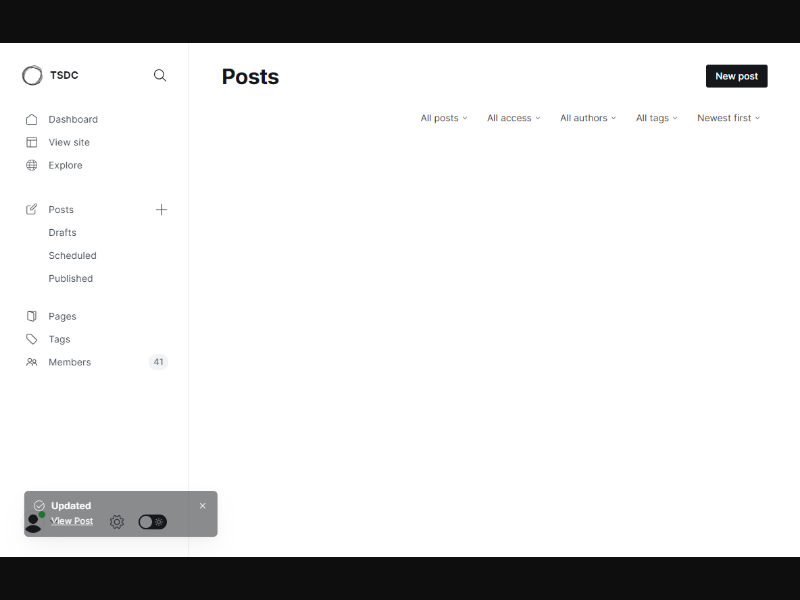 TSDC
Posts
New post
All posts
All access
All authors
All tags
Newest first
Dashboard
View site
Explore
Posts
Drafts
Scheduled
Published
Pages
Tags
Members 41
Updated
View Post